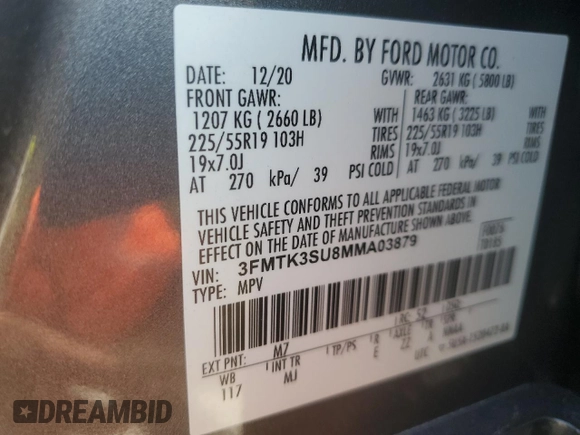 MFD. BY FORD MOTOR CO.
DATE: 12/20 GVWR: 2631 KG ( 5800 LB)
FRONT GAWR: REAR GAWR:
1207 KG ( 2660 LB) WITH 1463 KG ( 3225 LB) WITH
225/55R19 103H TIRES 225/55R19 103H TIRES
19x7.0J RIMS 19x7.0J RIMS
AT 270 kPa/ 39 PSI COLD AT 270 kPa/ 39 PSI COLD
THIS VEHICLE CONFORMS TO ALL APPLICABLE FEDERAL MOTOR
VEHICLE SAFETY AND THEFT PREVENTION STANDARDS IN
EFFECT ON THE DATE OF MANUFACTURE SHOWN ABOVE.
VIN: 3FMTK3SU8MMA03879
TYPE: MPV
EXT PNT: M7
WB INT TR TP/PS R AXLE TR
117 MJ E 22 4
DREAMBID